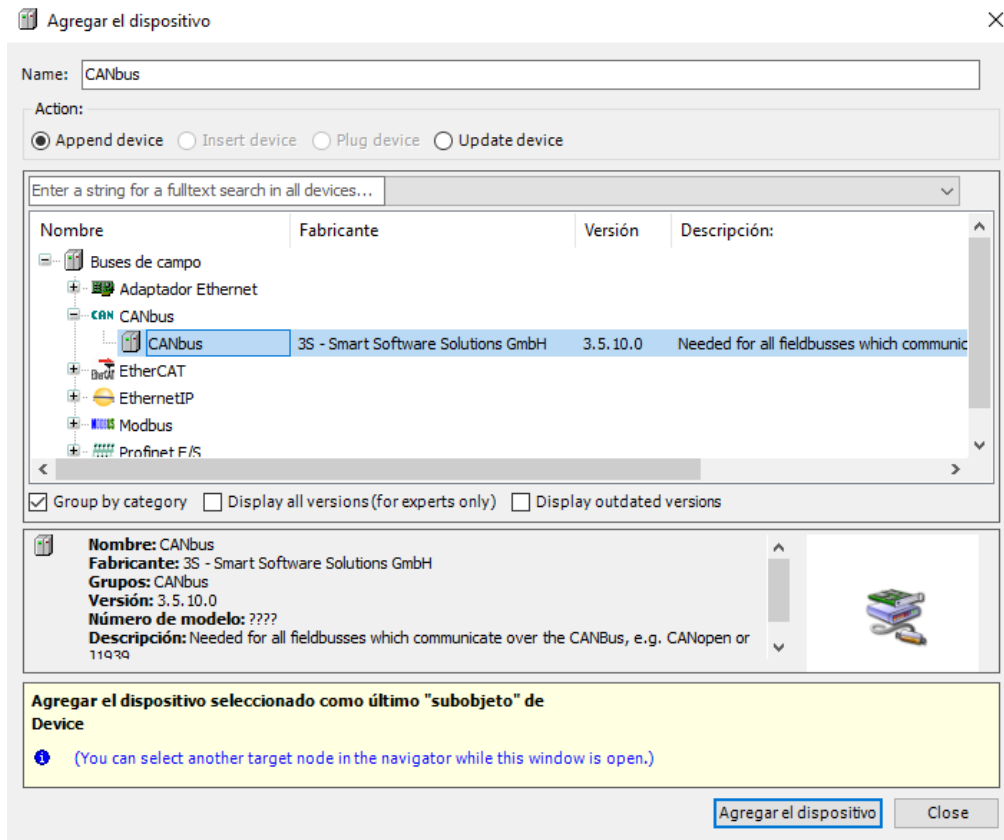 Agregar el dispositivo
Name: CANbus
Action:
Append device Insert device Plug device Update device
Enter a string for a fulltext search in all devices...
Nombre Fabricante Versión Descripción:
Buses de campo
Adaptador Ethernet
CAN CANbus
CANbus 3S - Smart Software Solutions GmbH 3.5.10.0 Needed for all fieldbusses which communic
EtherCAT
EthernetIP
MODBUS Modbus
Profinet E/S
Group by category Display all versions (for experts only) Display outdated versions
Nombre: CANbus
Fabricante: 3S - Smart Software Solutions GmbH
Grupos: CANbus
Versión: 3.5.10.0
Número de modelo: ????
Descripción: Needed for all fieldbusses which communicate over the CANBus, e.g. CANopen or
J1939
Agregar el dispositivo seleccionado como último "subobjeto" de
Device
(You can select another target node in the navigator while this window is open.)
Agregar el dispositivo Close